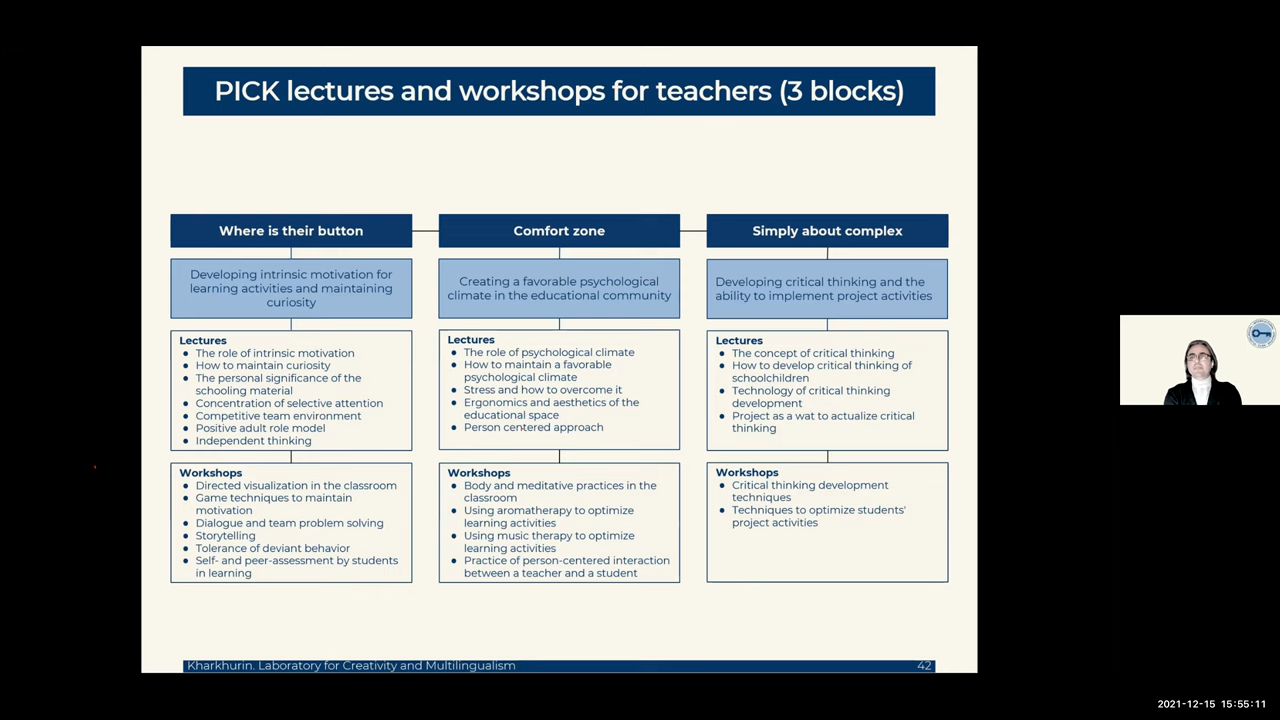 PICK lectures and workshops for teachers (3 blocks)
Where is their button
Developing intrinsic motivation for
learning activities and maintaining
curiosity
Lectures
● The role of intrinsic motivation
● How to maintain curiosity
● The personal significance of the
schooling material
● Concentration of selective attention
● Competitive team environment
● Positive adult role model
● Independent thinking
Workshops
● Directed visualization in the classroom
● Game techniques to maintain
motivation
● Dialogue and team problem solving
● Storytelling
● Tolerance of deviant behavior
● Self- and peer-assessment by students
in learning
Comfort zone
Creating a favorable psychological
climate in the educational community
Lectures
● The role of psychological climate
● How to maintain a favorable
psychological climate
● Stress and how to overcome it
● Ergonomics and aesthetics of the
educational space
● Person centered approach
Workshops
● Body and meditative practices in the
classroom
● Using aromatherapy to optimize
learning activities
● Using music therapy to optimize
learning activities
● Practice of person-centered interaction
between a teacher and a student
Simply about complex
Developing critical thinking and the
ability to implement project activities
Lectures
● The concept of critical thinking
● How to develop critical thinking of
schoolchildren
● Technology of critical thinking
development
● Project as a wat to actualize critical
thinking
Workshops
● Critical thinking development
techniques
● Techniques to optimize students'
project activities
Kharkhurin. Laboratory for Creativity and Multilingualism
42
2021-12-15 15:55:11